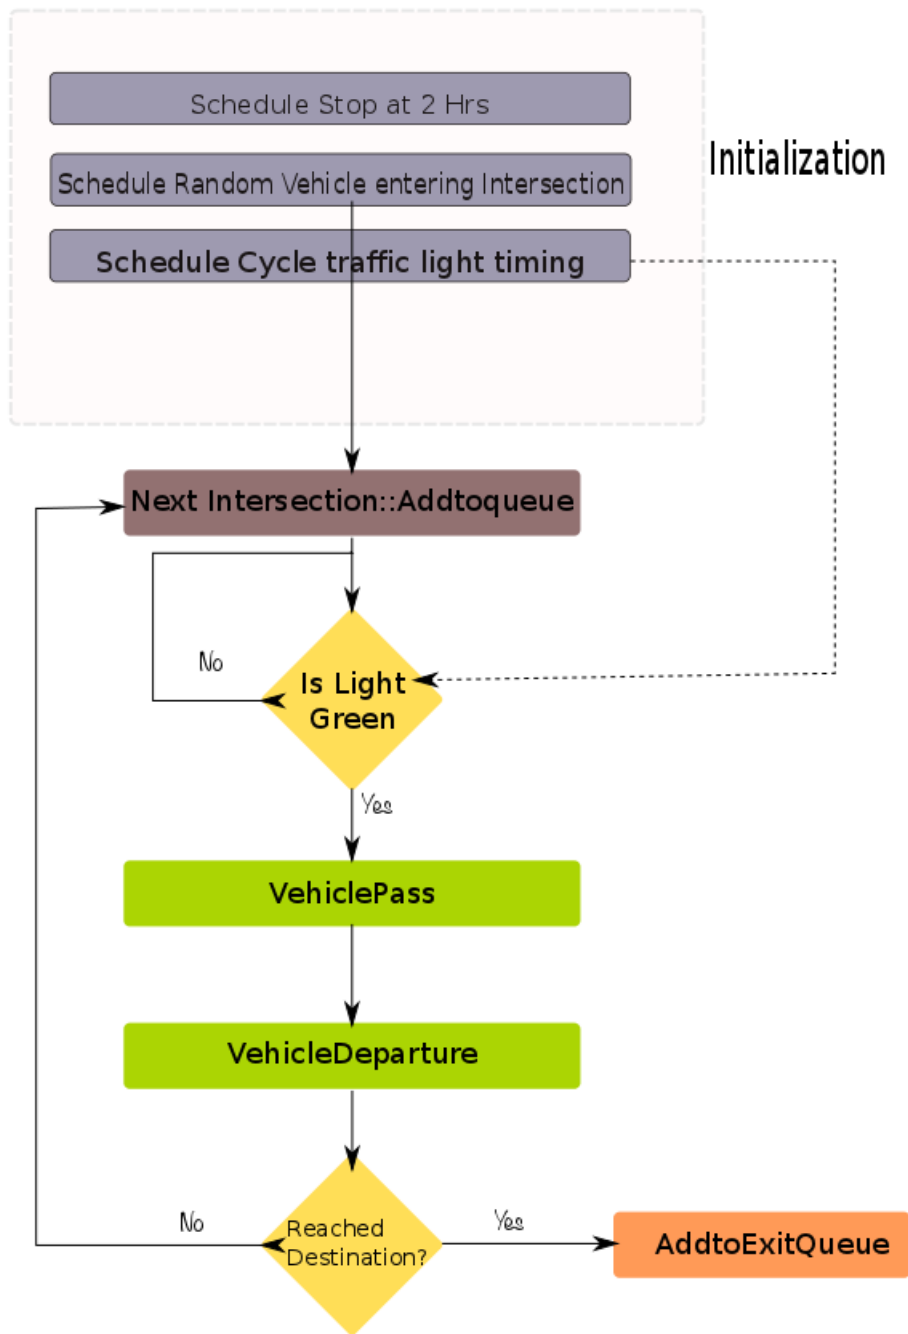 Schedule Stop at 2 Hrs
Initialization
Schedule Random Vehicle entering Intersection
Schedule Cycle traffic light timing
Next Intersection::Addtoqueue
No
Is Light
Green
Yes
VehiclePass
VehicleDeparture
No
Reached
Destination?
Yes
AddtoExitQueue